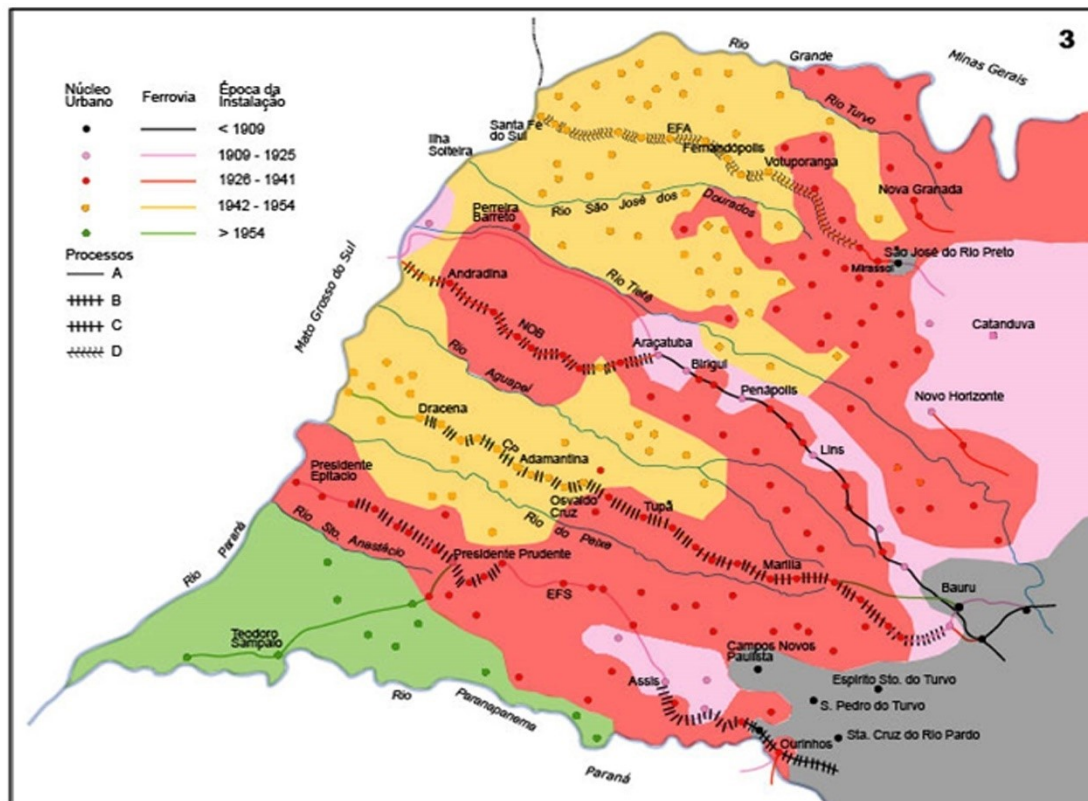 3
Núcleo
Urbano
Ferrovia
Época da
Instalação
< 1909
1909 - 1925
1926 - 1941
1942 - 1954
> 1954
Processos
A
B
C
D
Rio
Grande
Minas Gerais
Rio Turvo
Santa Fé
do Sul
EFA
Fernandópolis
Votuporanga
Ilha
Solteira
Nova Granada
Perreira
Barreto
Rio São José dos
Dourados
São José do Rio Preto
Mirassol
Mato Grosso do Sul
Andradina
Rio Tietê
NOB
Araçatuba
Catanduva
Birigui
Rio
Aguapeí
Penápolis
Novo Horizonte
Dracena
CP
Adamantina
Lins
Presidente
Epitácio
Osvaldo
Cruz
Tupã
Rio do Peixe
Rio Sto. Anastácio
Presidente Prudente
Rio Paraná
Marília
EFS
Bauru
Teodoro
Sampaio
Campos Novos
Paulista
Assis
Espirito Sto. do Turvo
Rio
Paranapanema
S. Pedro do Turvo
Sta. Cruz do Rio Pardo
Ourinhos
Paraná